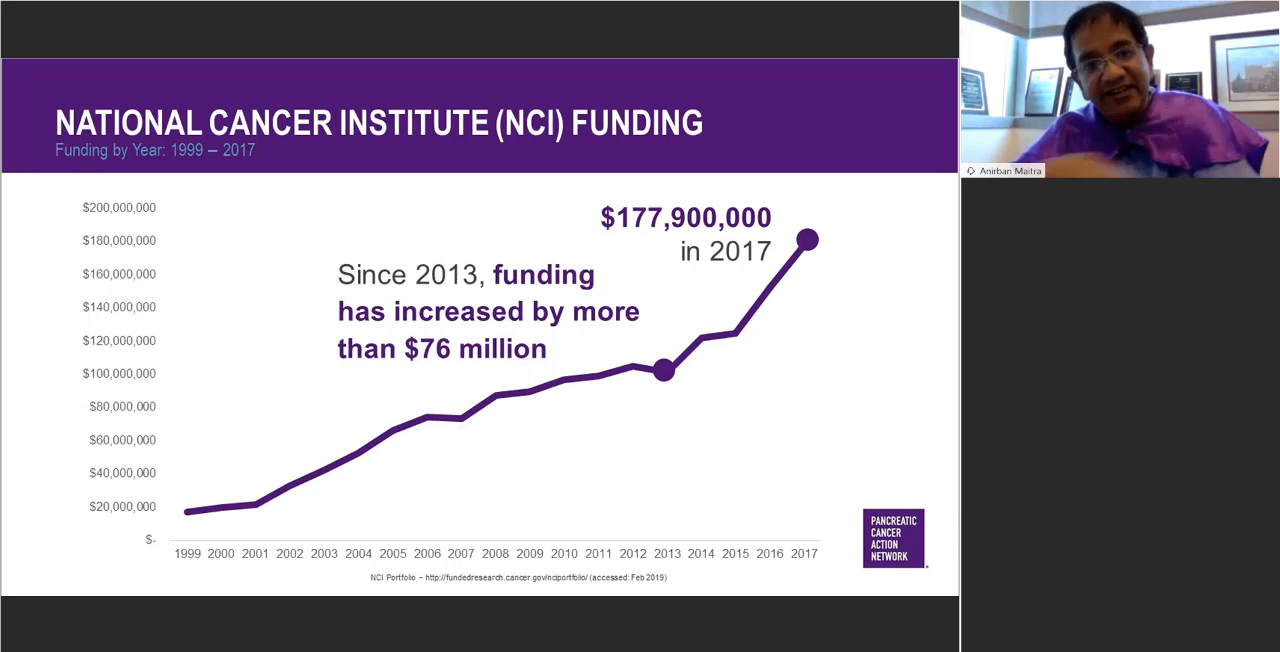 NATIONAL CANCER INSTITUTE (NCI) FUNDING
Funding by Year: 1999 – 2017
$200,000,000
$180,000,000
$160,000,000
$140,000,000
$120,000,000
$100,000,000
$80,000,000
$60,000,000
$40,000,000
$20,000,000
$-
$177,900,000
in 2017
Since 2013, funding
has increased by more
than $76 million
1999 2000 2001 2002 2003 2004 2005 2006 2007 2008 2009 2010 2011 2012 2013 2014 2015 2016 2017
NCI Portfolio – http://fundedresearch.cancer.gov/nciportfolio/ (accessed: Feb 2019)
PANCREATIC
CANCER
ACTION
NETWORK
Anirban Maitra